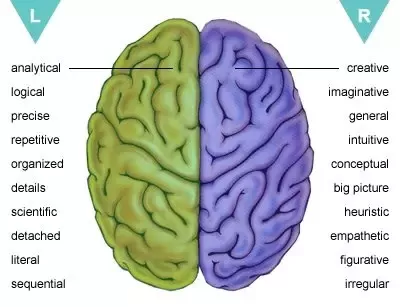 L R
analytical creative
logical imaginative
precise general
repetitive intuitive
organized conceptual
details big picture
scientific heuristic
detached empathetic
literal figurative
sequential irregular